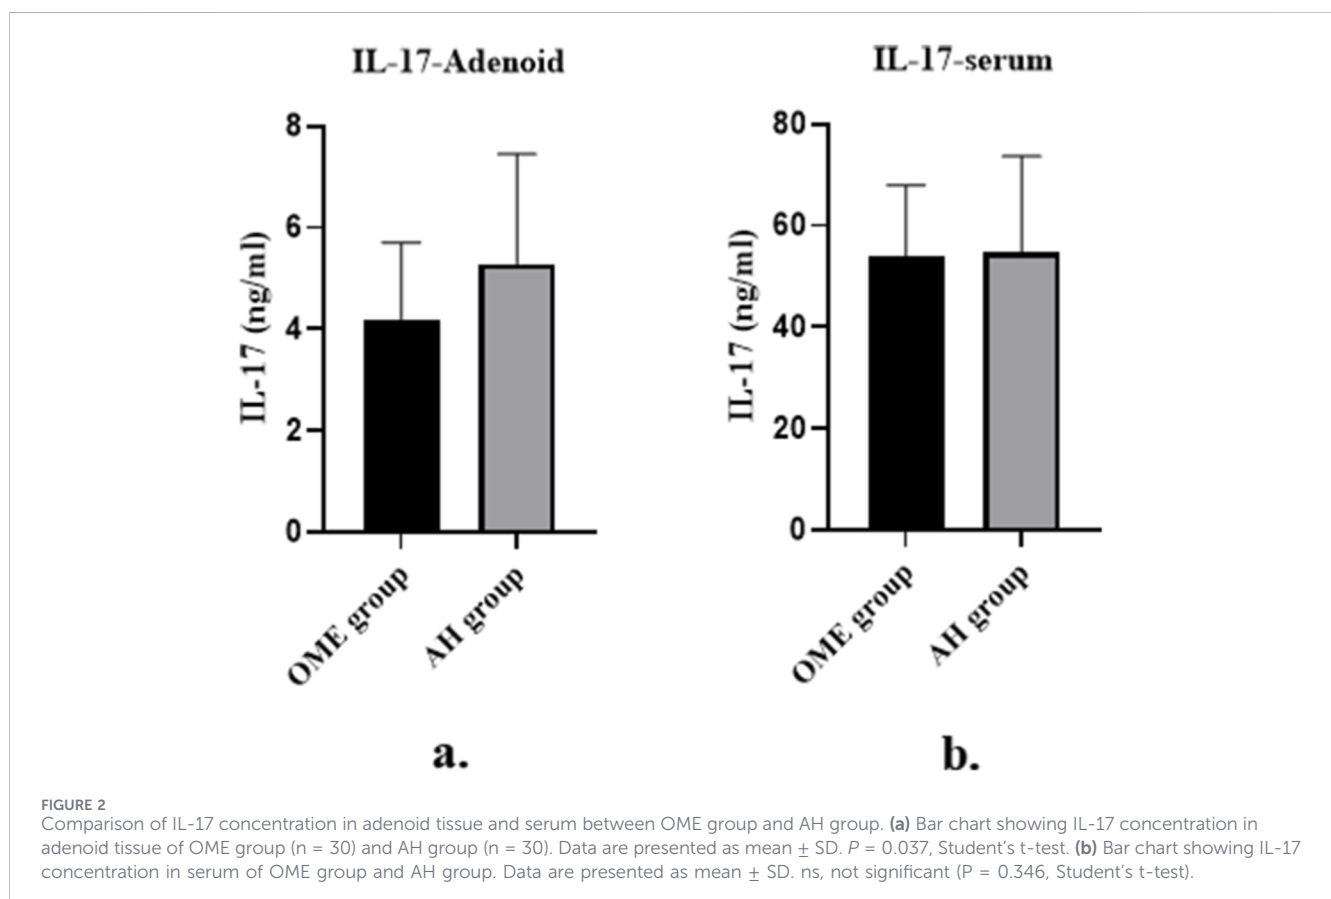 IL-17-Adenoid
IL-17 (ng/ml)
8
6
4
2
0
OME group
AH group
a.
IL-17-serum
IL-17 (ng/ml)
80
60
40
20
0
OME group
AH group
b.
FIGURE 2
Comparison of IL-17 concentration in adenoid tissue and serum between OME group and AH group. (a) Bar chart showing IL-17 concentration in
adenoid tissue of OME group (n = 30) and AH group (n = 30). Data are presented as mean ± SD. P = 0.037, Student's t-test. (b) Bar chart showing IL-17
concentration in serum of OME group and AH group. Data are presented as mean ± SD. ns, not significant (P = 0.346, Student's t-test).